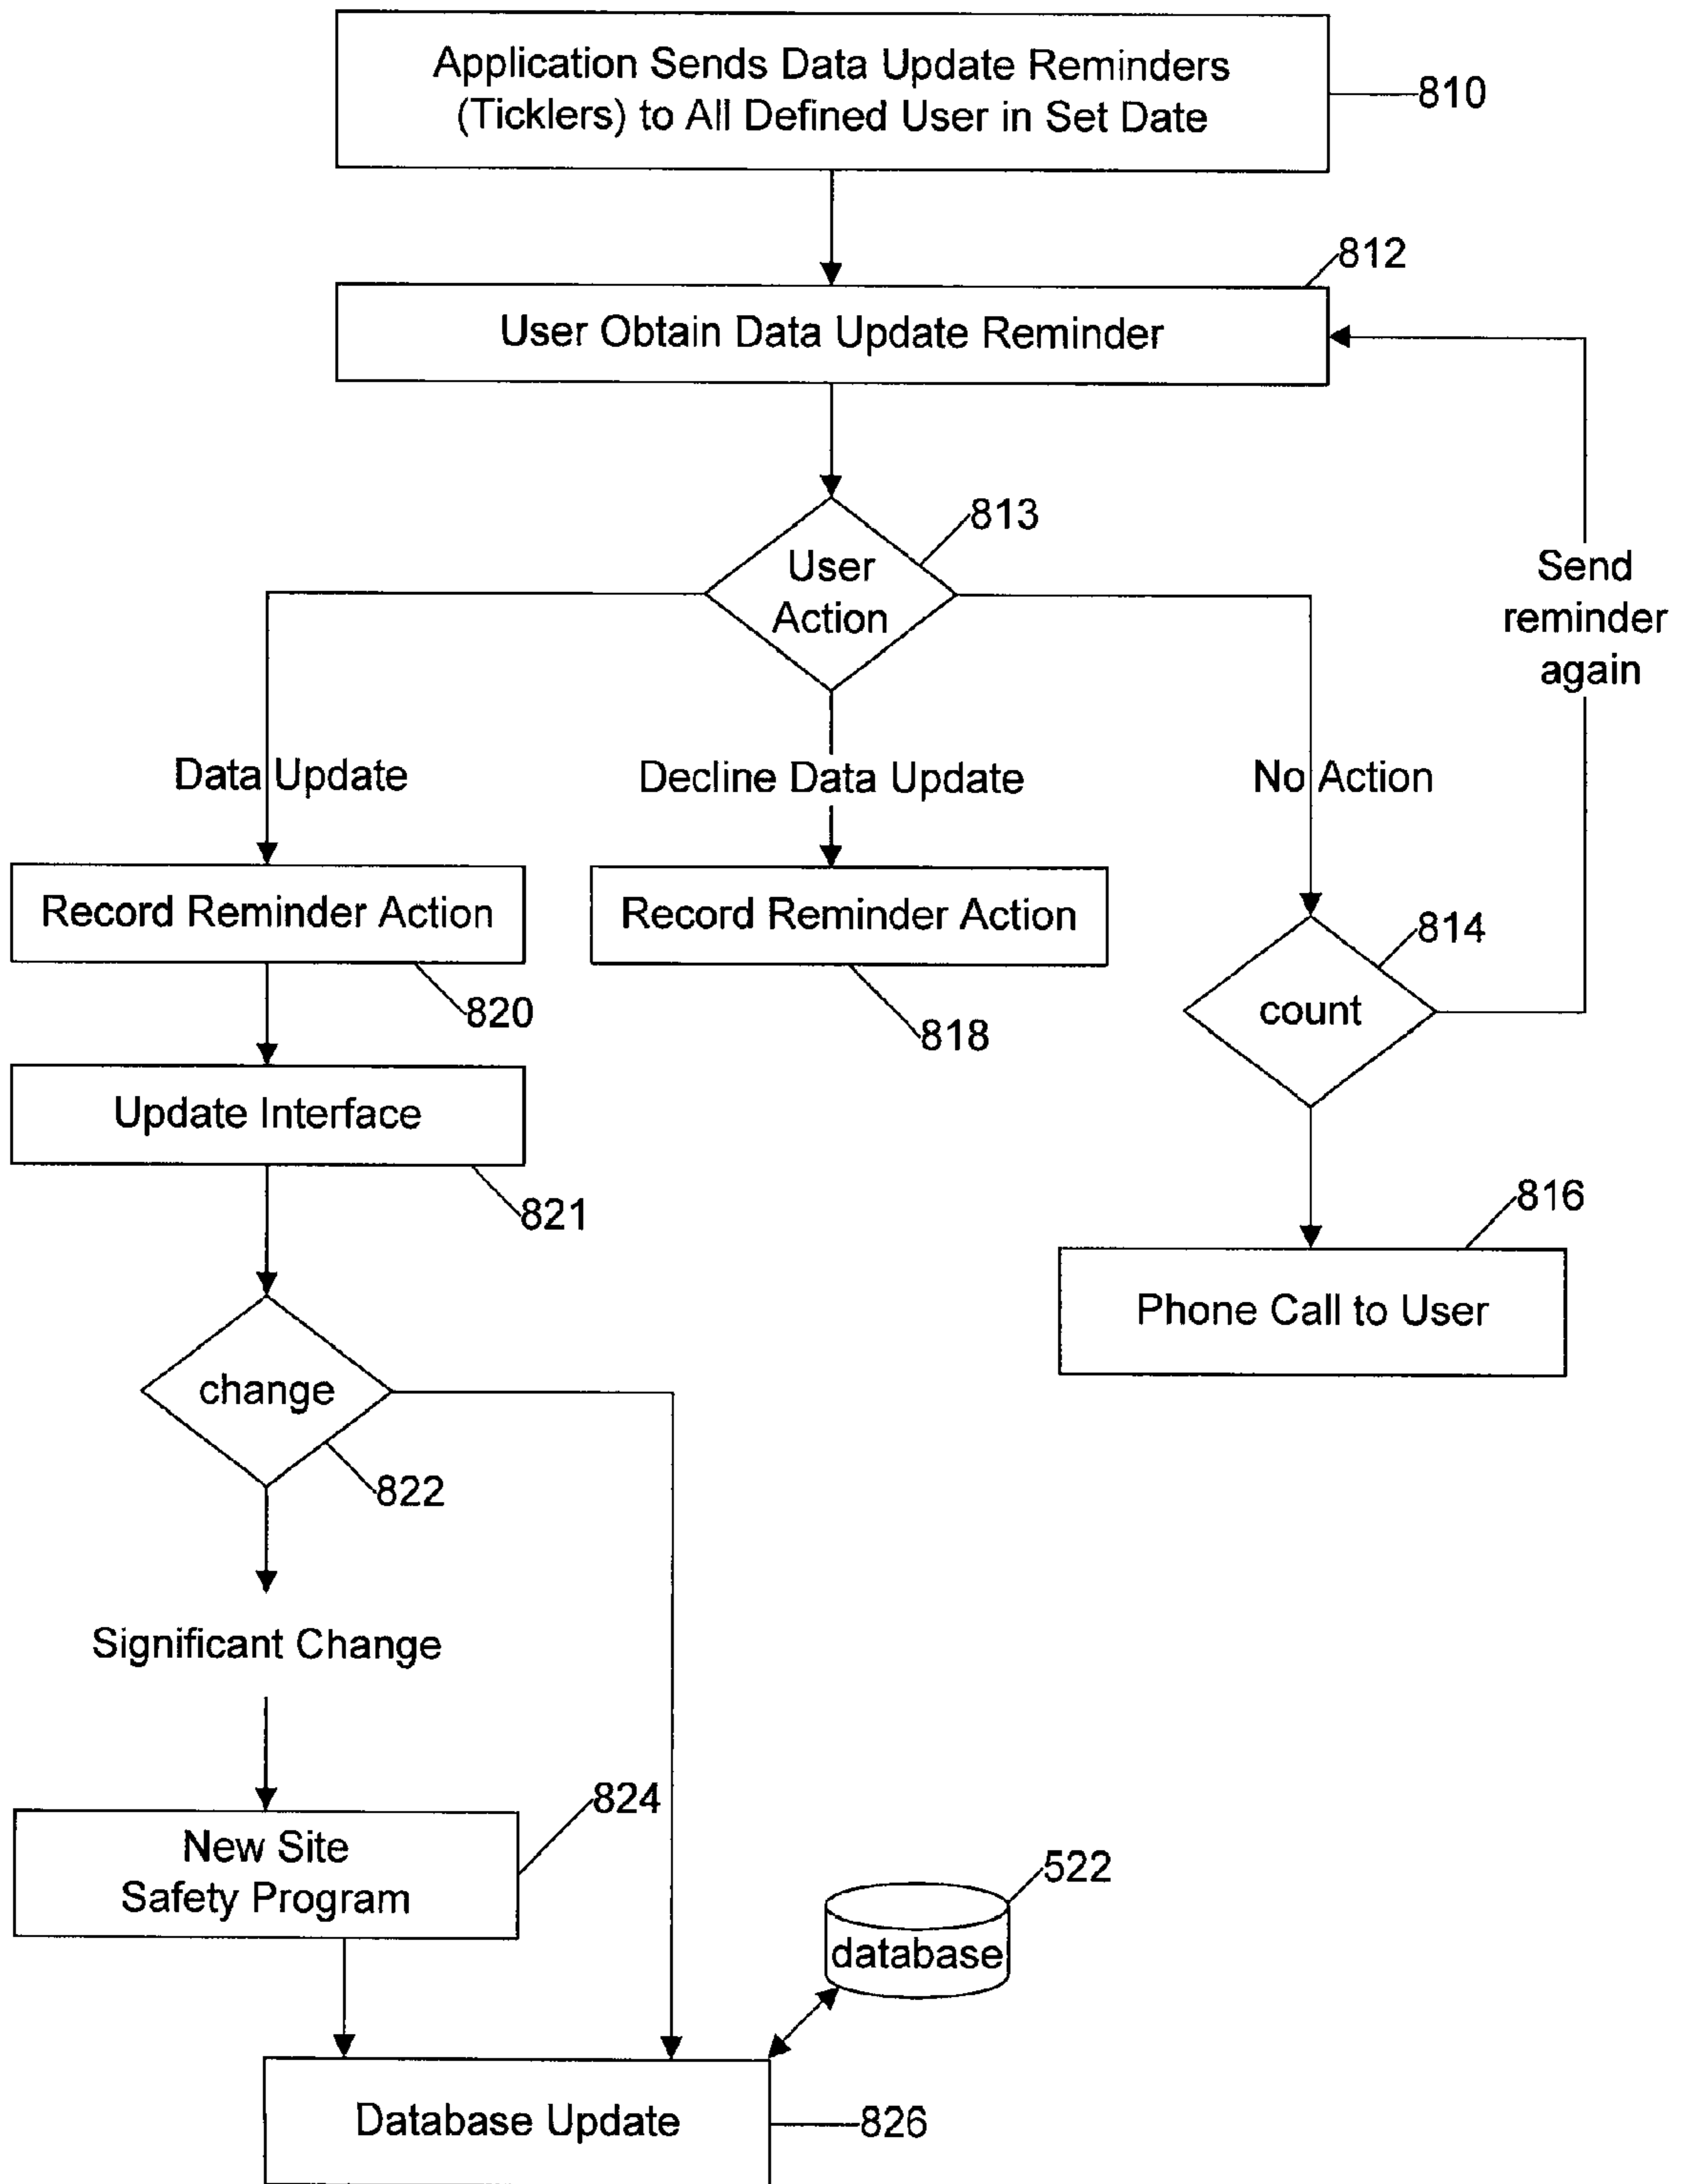 Application Sends Data Update Reminders
(Ticklers) to All Defined User in Set Date
810
812
User Obtain Data Update Reminder
813
User
Action
Send
reminder
again
Data Update
Decline Data Update
No Action
Record Reminder Action
Record Reminder Action
814
count
820
818
Update Interface
821
816
Phone Call to User
change
822
Significant Change
824
New Site
Safety Program
522
database
Database Update
826